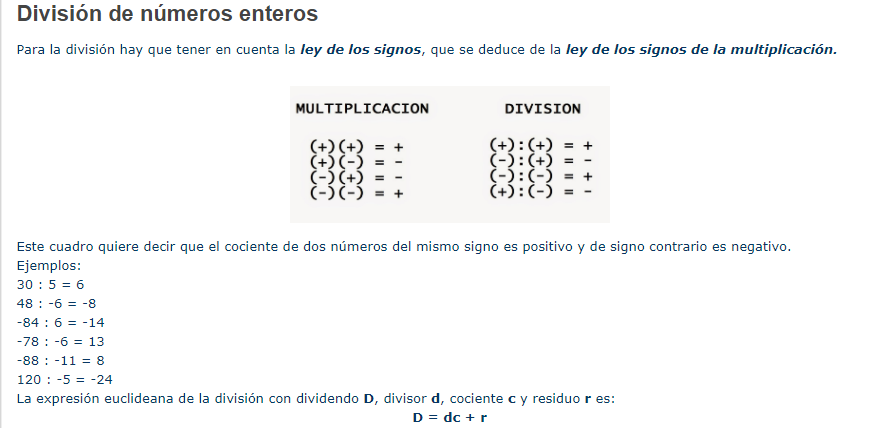 División de números enteros
Para la división hay que tener en cuenta la ley de los signos, que se deduce de la ley de los signos de la multiplicación.
MULTIPLICACION DIVISION
(+)(+) = + (+):(+) = +
(+)(-) = - (-):(+) = -
(-)(+) = - (-):(-) = +
(-)(-) = + (+):(-) = -
Este cuadro quiere decir que el cociente de dos números del mismo signo es positivo y de signo contrario es negativo.
Ejemplos:
30 : 5 = 6
48 : -6 = -8
-84 : 6 = -14
-78 : -6 = 13
-88 : -11 = 8
120 : -5 = -24
La expresión euclideana de la división con dividendo D, divisor d, cociente c y residuo r es:
D = dc + r